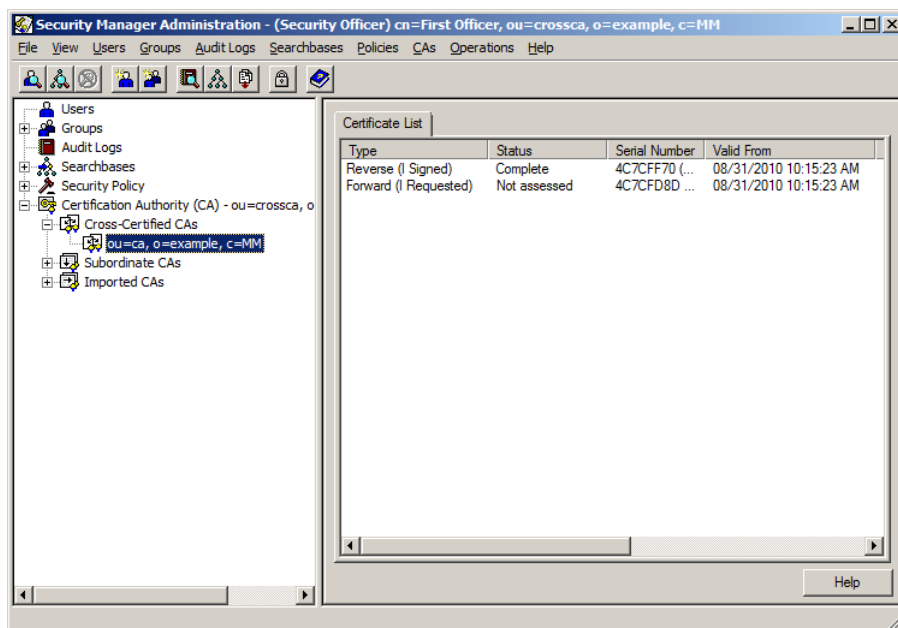 Security Manager Administration - (Security Officer) cn=First Officer, ou=crossca, o=example, c=MM
File View Users Groups Audit Logs Searchbases Policies CAs Operations Help
Users
Groups
Audit Logs
Searchbases
Security Policy
Certification Authority (CA) - ou=crossca, o
Cross-Certified CAs
ou=ca, o=example, c=MM
Subordinate CAs
Imported CAs
Certificate List
Type Status Serial Number Valid From
Reverse (I Signed) Complete 4C7CFF70 (... 08/31/2010 10:15:23 AM
Forward (I Requested) Not assessed 4C7CFD8D ... 08/31/2010 10:15:23 AM
Help